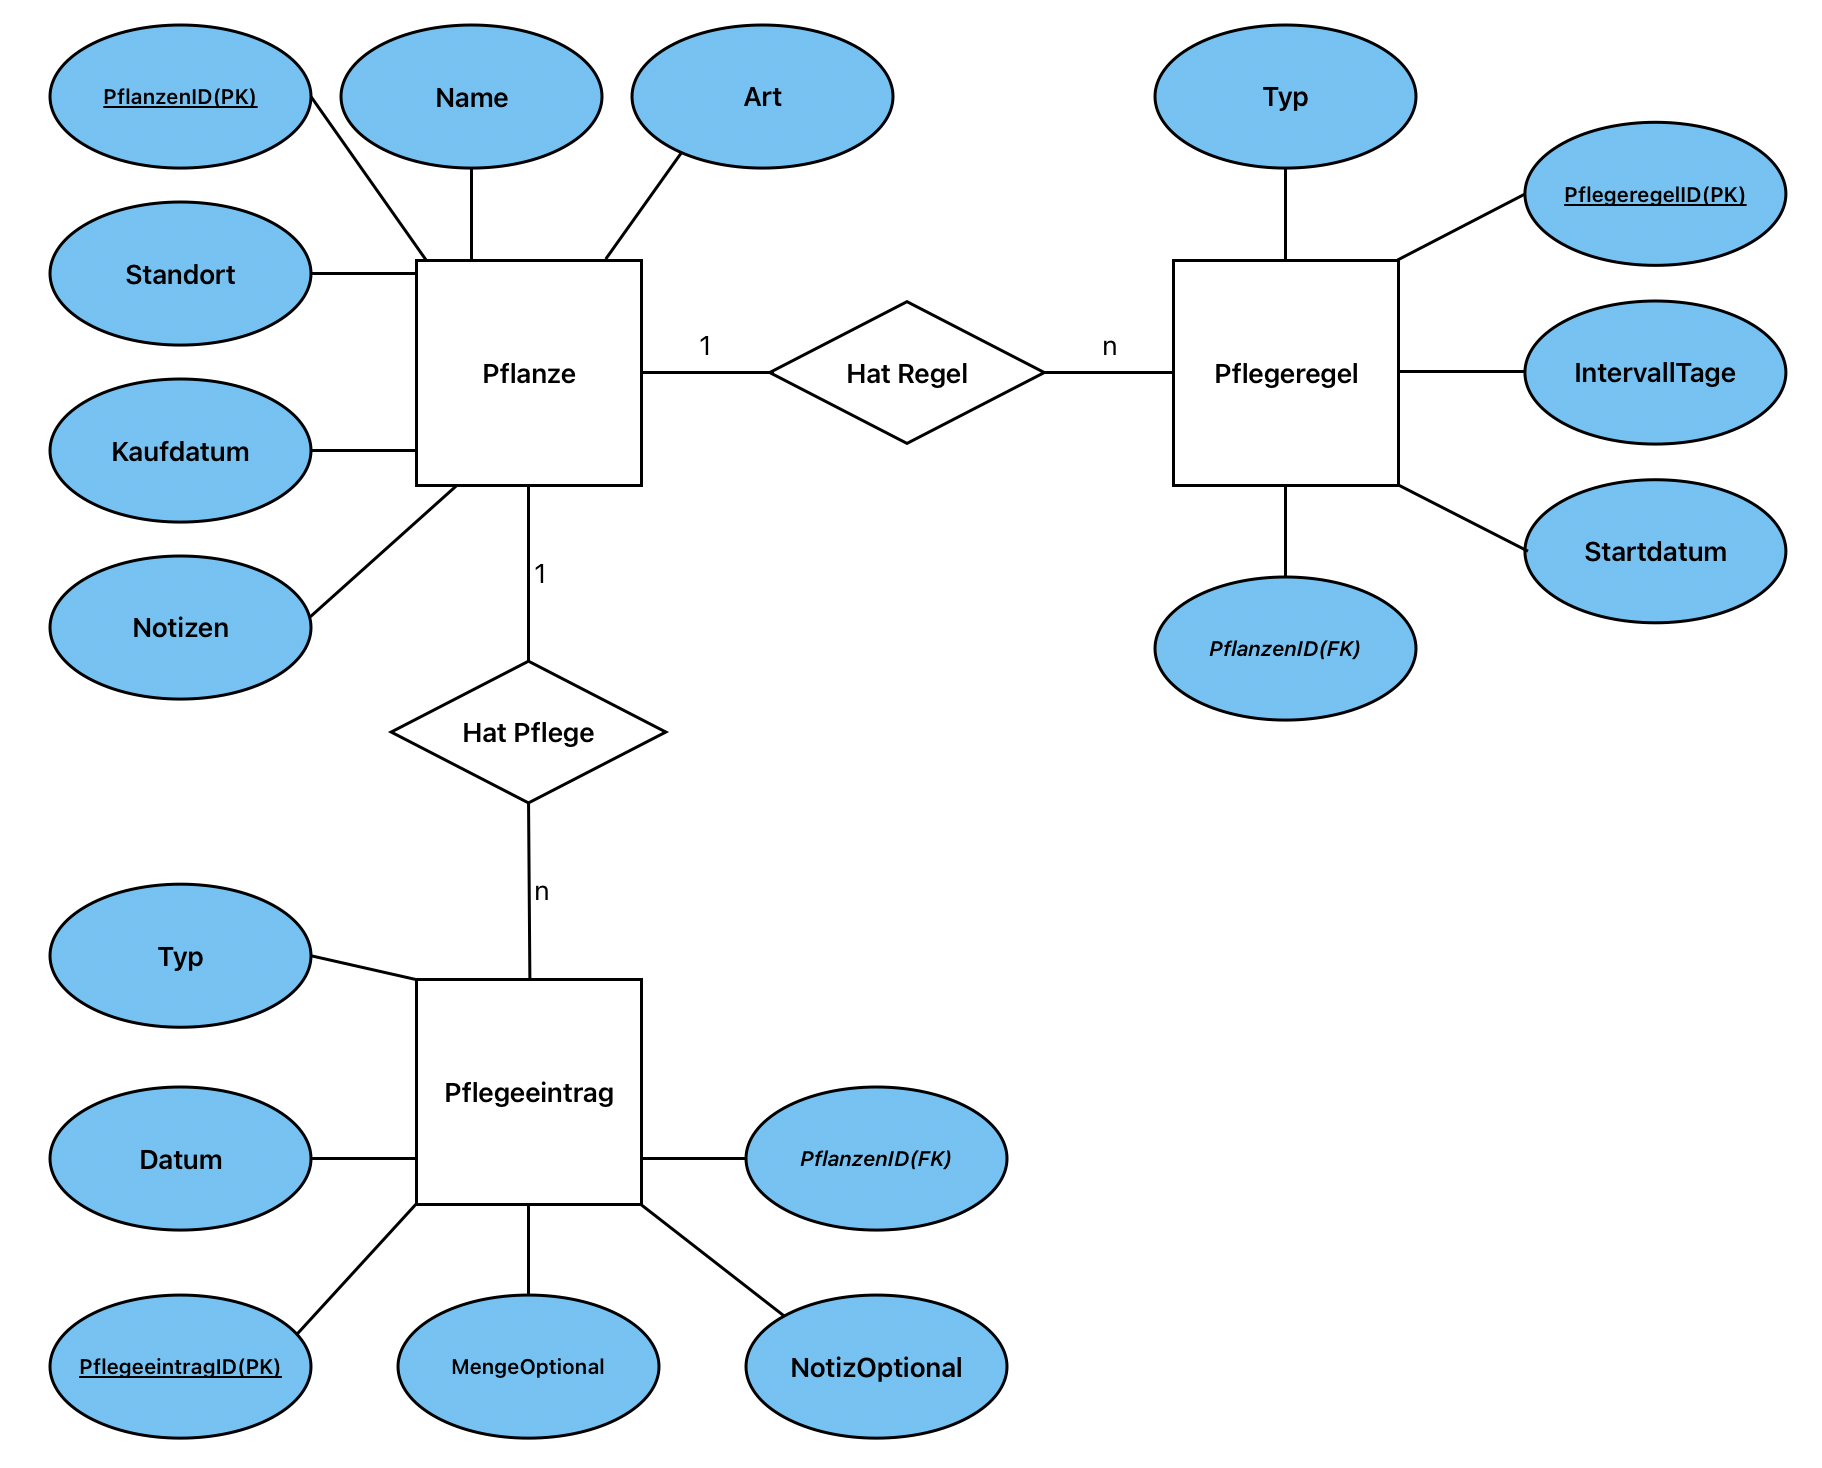 PflanzenID(PK)
Name
Art
Typ
PflegeregelID(PK)
Standort
Pflanze
1
Hat Regel
n
Pflegeregel
IntervallTage
Kaufdatum
Startdatum
1
Notizen
PflanzenID(FK)
Hat Pflege
n
Typ
Pflegeeintrag
Datum
PflanzenID(FK)
PflegeeintragID(PK)
MengeOptional
NotizOptional